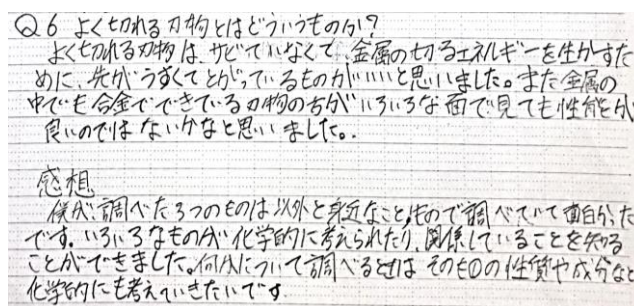 Q6 よく切れる刃物とはどういうものか?
よく切れる刃物は、サビていなくて、金属の切るエネルギーを生かすた
めに、先がうすくてとがっているものがいいと思いました。また金属の
中でも合金でできている刃物の方がいろいろな面で見ても性能が
良いのではないかなと思いました。
感想
僕が、調べた3つのものは以外と身近なこと、もので調べていて面白かった
です。いろいろなものが化学的に考えられたり、関係していることを知る
ことができました。何かについて調べるときはそのものの性質や成分など
化学的にも考えていきたいです